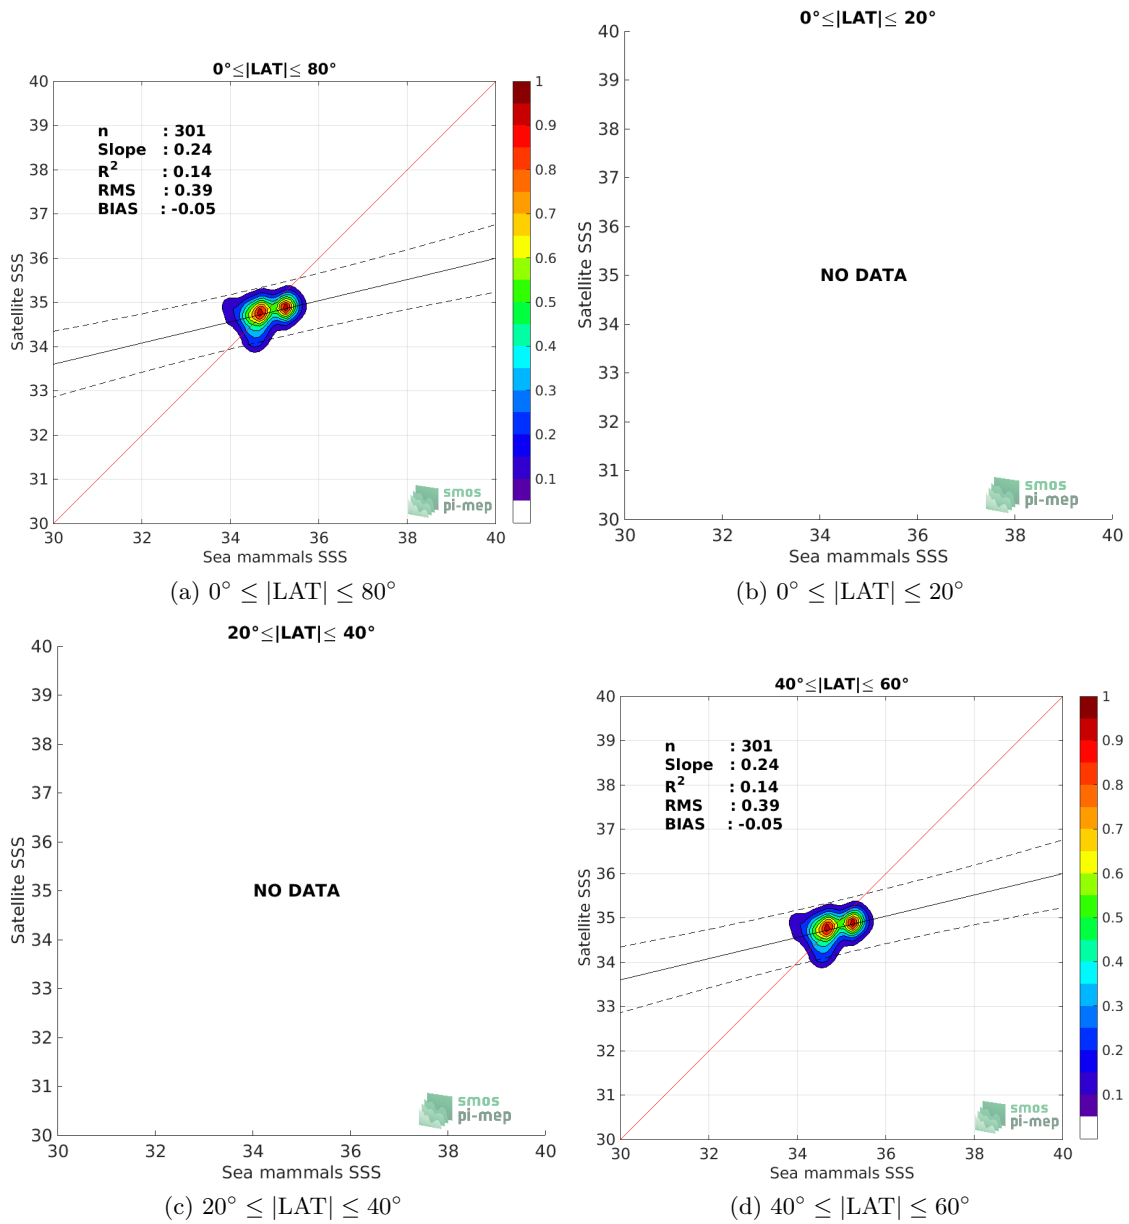 0°≤|LAT|≤ 80°
40
39
38
37
36
35
34
33
32
31
30
Satellite SSS
n : 301
Slope : 0.24
R2 : 0.14
RMS : 0.39
BIAS : -0.05
smos
pi-mep
30 32 34 36 38 40
Sea mammals SSS
1
0.9
0.8
0.7
0.6
0.5
0.4
0.3
0.2
0.1
(a) 0° ≤ |LAT| ≤ 80°
0°≤|LAT|≤ 20°
40
39
38
37
36
35
34
33
32
31
30
Satellite SSS
NO DATA
smos
pi-mep
30 32 34 36 38 40
Sea mammals SSS
(b) 0° ≤ |LAT| ≤ 20°
20°≤|LAT|≤ 40°
40
39
38
37
36
35
34
33
32
31
30
Satellite SSS
NO DATA
smos
pi-mep
30 32 34 36 38 40
Sea mammals SSS
(c) 20° ≤ |LAT| ≤ 40°
40°≤|LAT|≤ 60°
40
39
38
37
36
35
34
33
32
31
30
Satellite SSS
n : 301
Slope : 0.24
R2 : 0.14
RMS : 0.39
BIAS : -0.05
smos
pi-mep
30 32 34 36 38 40
Sea mammals SSS
1
0.9
0.8
0.7
0.6
0.5
0.4
0.3
0.2
0.1
(d) 40° ≤ |LAT| ≤ 60°